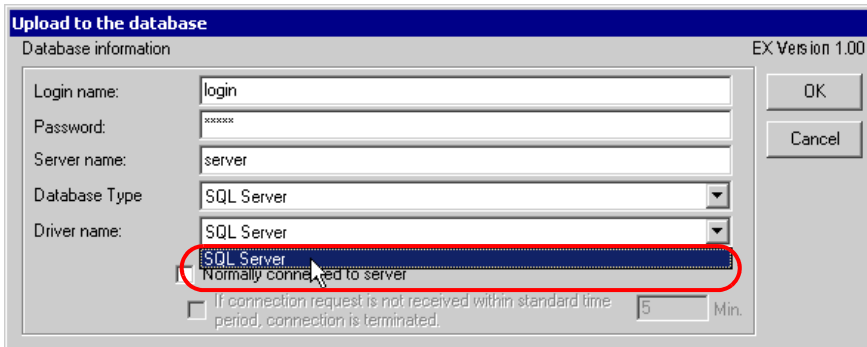 Upload to the database
Database information EX Version 1.00
Login name: login OK
Password: xxxxx
Cancel
Server name: server
Database Type SQL Server
Driver name: SQL Server
SQL Server
Normally connected to server
If connection request is not received within standard time
period, connection is terminated. 5 Min.